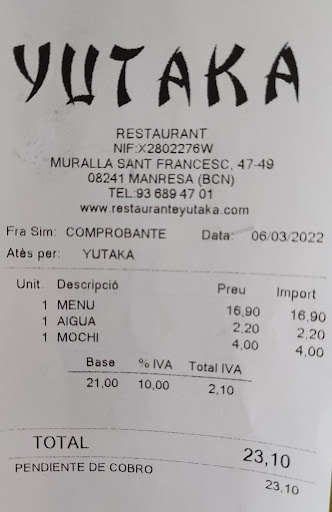 YUTAKA
RESTAURANT
NIF:X2802276W
MURALLA SANT FRANCESC, 47-49
08241 MANRESA (BCN)
TEL:93 689 47 01
www.restauranteyutaka.com
Fra Sim: COMPROBANTE Data: 06/03/2022
Atès per: YUTAKA
Unit. Descripció Preu Import
1 MENU 16,90 16,90
1 AIGUA 2,20 2,20
1 MOCHI 4,00 4,00
Base % IVA Total IVA
21,00 10,00 2,10
TOTAL 23,10
PENDIENTE DE COBRO 23,10